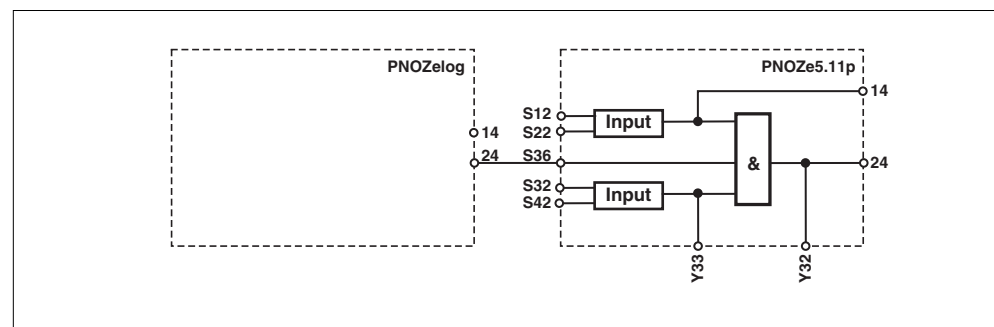 PNOZelog
PNOZe5.11p
14
S12
Input
S22
14
24
S36
&
24
S32
Input
S42
Y33
Y32